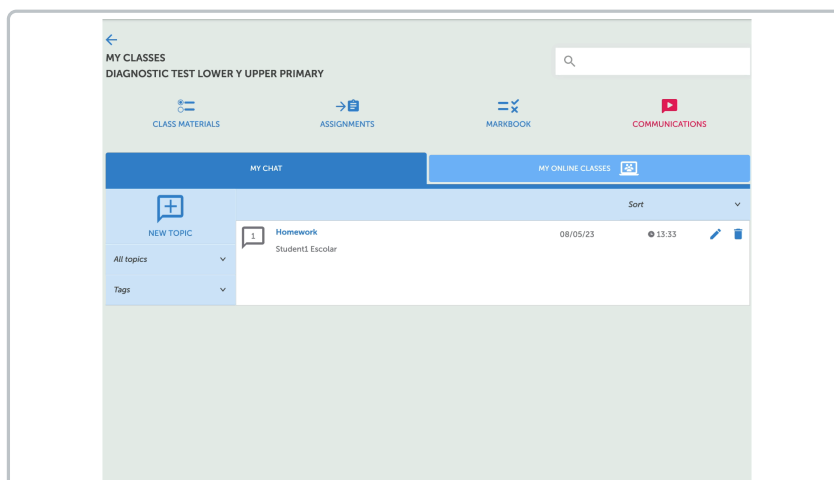 MY CLASSES
DIAGNOSTIC TEST LOWER Y UPPER PRIMARY
CLASS MATERIALS
ASSIGNMENTS
MARKBOOK
COMMUNICATIONS
MY CHAT
MY ONLINE CLASSES
NEW TOPIC
All topics
Tags
Sort
1
Homework
08/05/23
13:33
Student1 Escolar